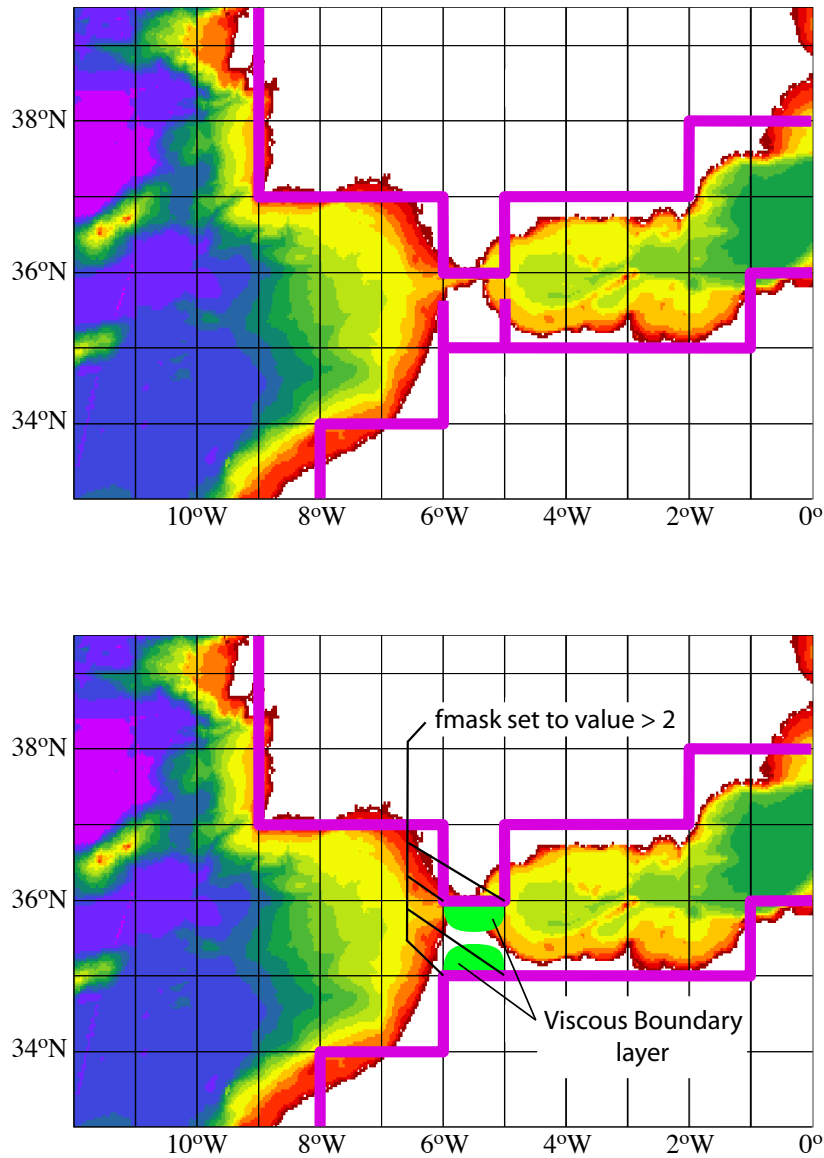 38ºN
36ºN
34ºN
10ºW 8ºW 6ºW 4ºW 2ºW 0º
fmask set to value > 2
38ºN
36ºN
Viscous Boundary
layer
34ºN
10ºW 8ºW 6ºW 4ºW 2ºW 0º